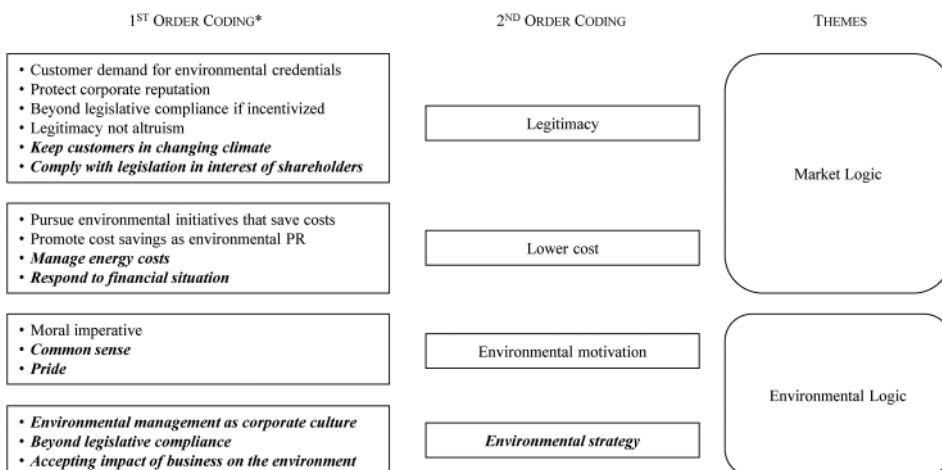 1ST ORDER CODING*
2ND ORDER CODING
THEMES
• Customer demand for environmental credentials
• Protect corporate reputation
• Beyond legislative compliance if incentivized
• Legitimacy not altruism
• Keep customers in changing climate
• Comply with legislation in interest of shareholders
Legitimacy
Market Logic
• Pursue environmental initiatives that save costs
• Promote cost savings as environmental PR
• Manage energy costs
• Respond to financial situation
Lower cost
• Moral imperative
• Common sense
• Pride
Environmental motivation
Environmental Logic
• Environmental management as corporate culture
• Beyond legislative compliance
• Accepting impact of business on the environment
Environmental strategy